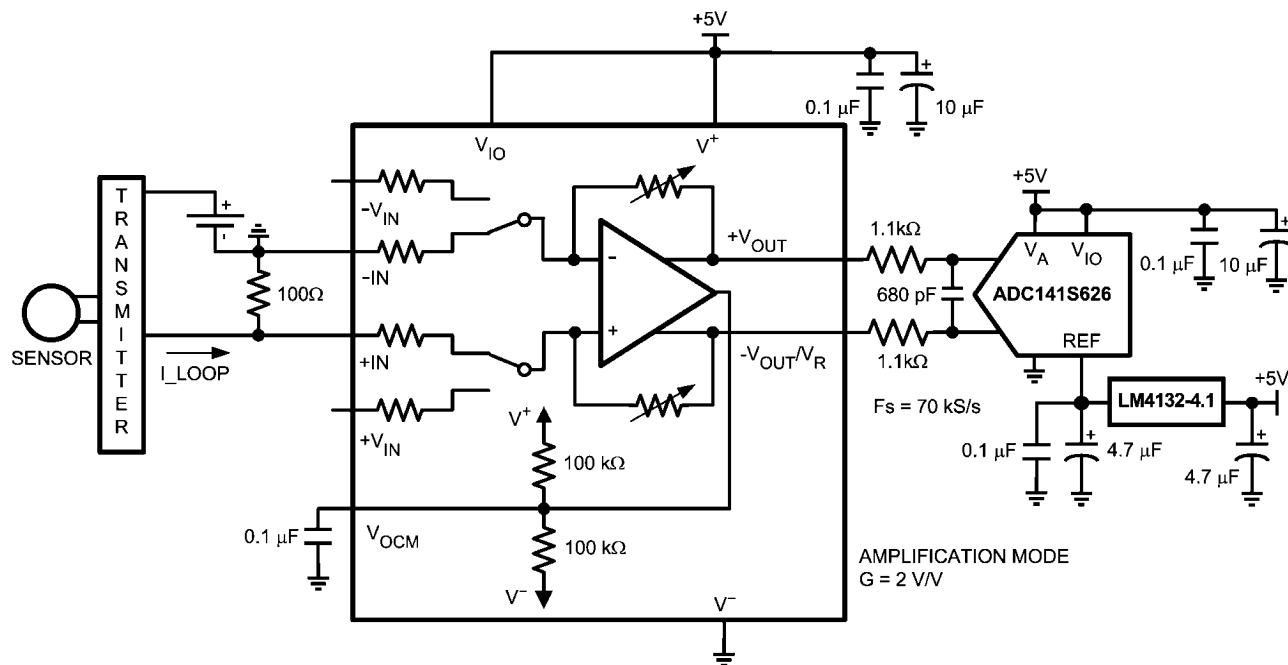 +5V
0.1 µF
10 µF
V_IO
V⁺
−V_IN
+
-
−IN
100Ω
TRANSMITTER
SENSOR
I_LOOP
+IN
+V_IN
-
+
+V_OUT
-V_OUT/V_R
1.1kΩ
680 pF
1.1kΩ
+5V
V_A
V_IO
ADC141S626
REF
0.1 µF
+
10 µF
+
Fs = 70 kS/s
LM4132-4.1
+5V
0.1 µF
+
4.7 µF
+
4.7 µF
V⁺
100 kΩ
0.1 µF
V_OCM
100 kΩ
V⁻
V⁻
AMPLIFICATION MODE
G = 2 V/V